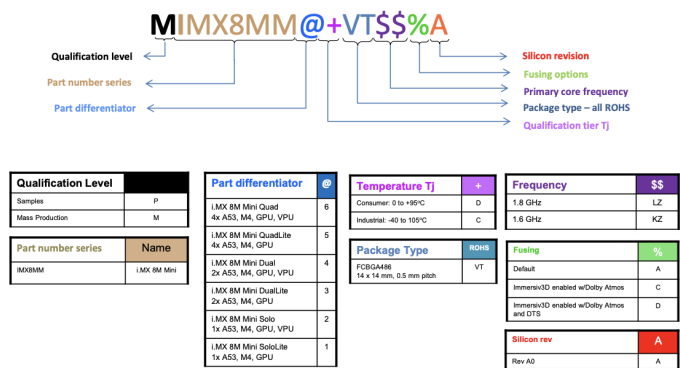 MIMX8MM@+VT$$%A
Qualification level
Part number series
Part differentiator
Silicon revision
Fusing options
Primary core frequency
Package type – all ROHS
Qualification tier Tj
Qualification Level
Samples P
Mass Production M
Part number series Name
IMX8MM i.MX 8M Mini
Part differentiator @
i.MX 8M Mini Quad 6
4x A53, M4, GPU, VPU
i.MX 8M Mini QuadLite 5
4x A53, M4, GPU
i.MX 8M Mini Dual 4
2x A53, M4, GPU, VPU
i.MX 8M Mini DualLite 3
2x A53, M4, GPU
i.MX 8M Mini Solo 2
1x A53, M4, GPU, VPU
i.MX 8M Mini SoloLite 1
1x A53, M4, GPU
Temperature Tj +
Consumer: 0 to +95ºC D
Industrial: -40 to 105ºC C
Package Type ROHS
FCBGA486 VT
14 x 14 mm, 0.5 mm pitch
Frequency $$
1.8 GHz LZ
1.6 GHz KZ
Fusing %
Default A
Immersiv3D enabled w/Dolby Atmos C
Immersiv3D enabled w/Dolby Atmos D
and DTS
Silicon rev A
Rev A0 A